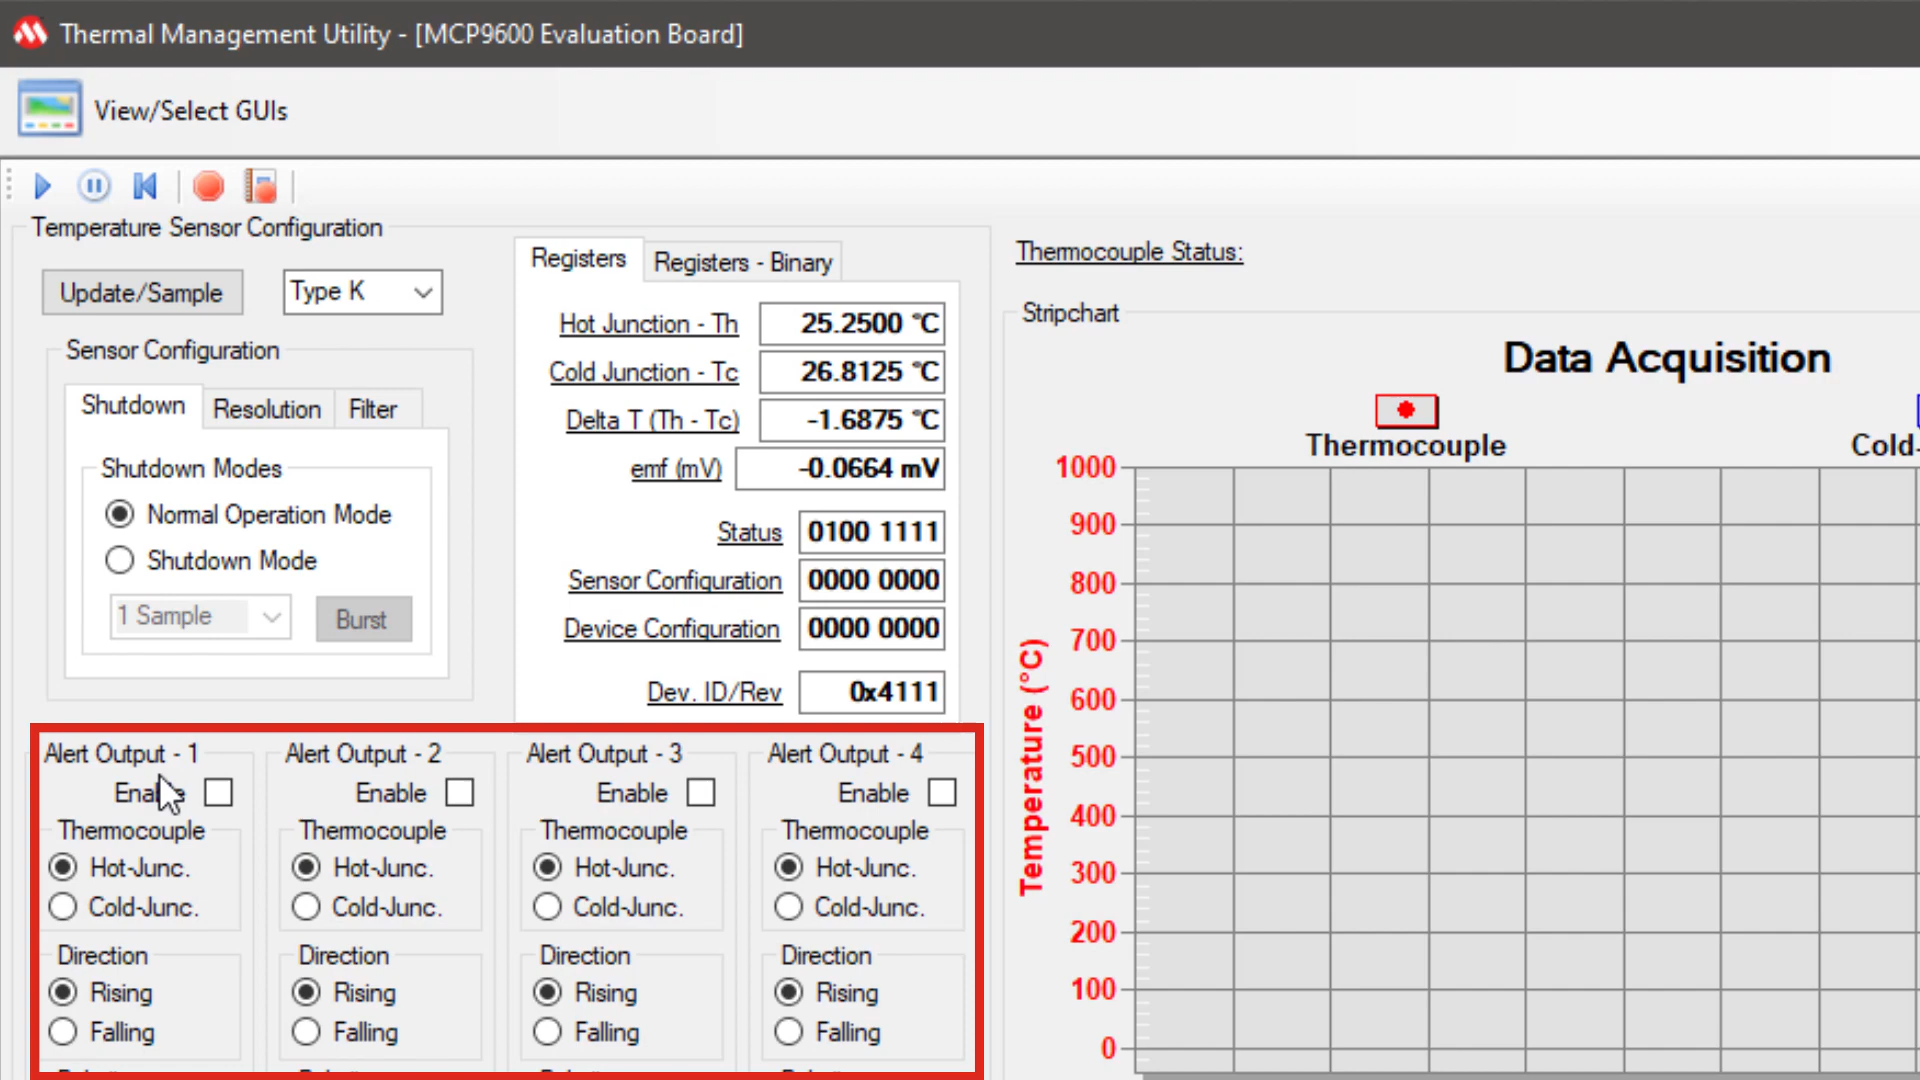 Thermal Management Utility - [MCP9600 Evaluation Board]
View/Select GUIs
Temperature Sensor Configuration
Update/Sample
Type K
Sensor Configuration
Shutdown
Resolution
Filter
Shutdown Modes
Normal Operation Mode
Shutdown Mode
1 Sample
Burst
Registers
Registers - Binary
Hot Junction - Th
25.2500 °C
Cold Junction - Tc
26.8125 °C
Delta T (Th - Tc)
-1.6875 °C
emf (mV)
-0.0664 mV
Status
0100 1111
Sensor Configuration
0000 0000
Device Configuration
0000 0000
Dev. ID/Rev
0x4111
Alert Output - 1
Enable
Thermocouple
Hot-Junc.
Cold-Junc.
Direction
Rising
Falling
Alert Output - 2
Enable
Thermocouple
Hot-Junc.
Cold-Junc.
Direction
Rising
Falling
Alert Output - 3
Enable
Thermocouple
Hot-Junc.
Cold-Junc.
Direction
Rising
Falling
Alert Output - 4
Enable
Thermocouple
Hot-Junc.
Cold-Junc.
Direction
Rising
Falling
Thermocouple Status:
Stripchart
Data Acquisition
Thermocouple
Cold-
Temperature (°C)
1000
900
800
700
600
500
400
300
200
100
0